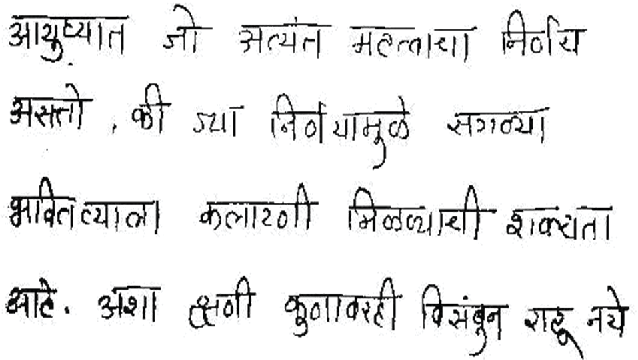 आयुष्यात जो अत्यंत महत्वाचा निर्णय
असतो , की ज्या निर्णयामुळे सगळ्या
भवितव्याला कलाटणी मिळण्याची शक्यता
आहे. अशा क्षणी कुणावरही विसंबुन राहू नये